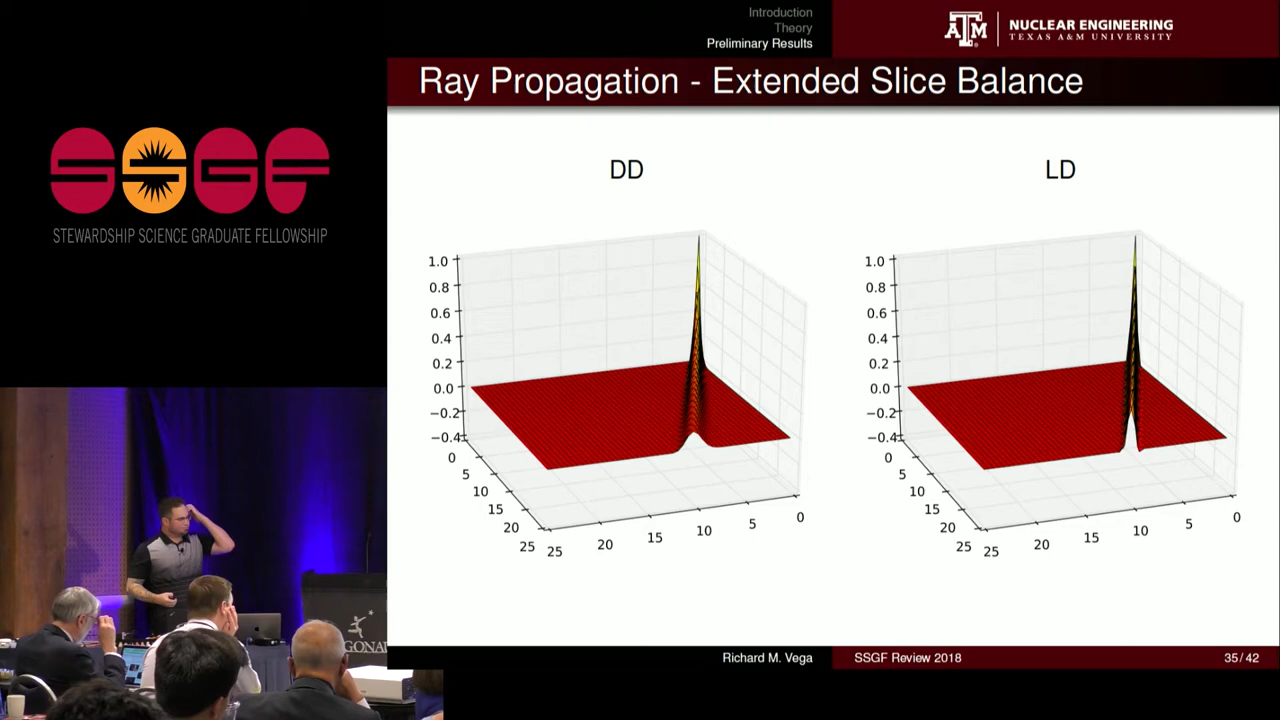 Introduction
Theory
Preliminary Results
ATM
NUCLEAR ENGINEERING
TEXAS A&M UNIVERSITY
Ray Propagation - Extended Slice Balance
SSGF
STEWARDSHIP SCIENCE GRADUATE FELLOWSHIP
DD
1.0
0.8
0.6
0.4
0.2
0.0
−0.2
−0.4
0
5
10
15
20
25
25
20
15
10
5
0
LD
1.0
0.8
0.6
0.4
0.2
0.0
−0.2
−0.4
0
5
10
15
20
25
25
20
15
10
5
0
Richard M. Vega
SSGF Review 2018
35 / 42